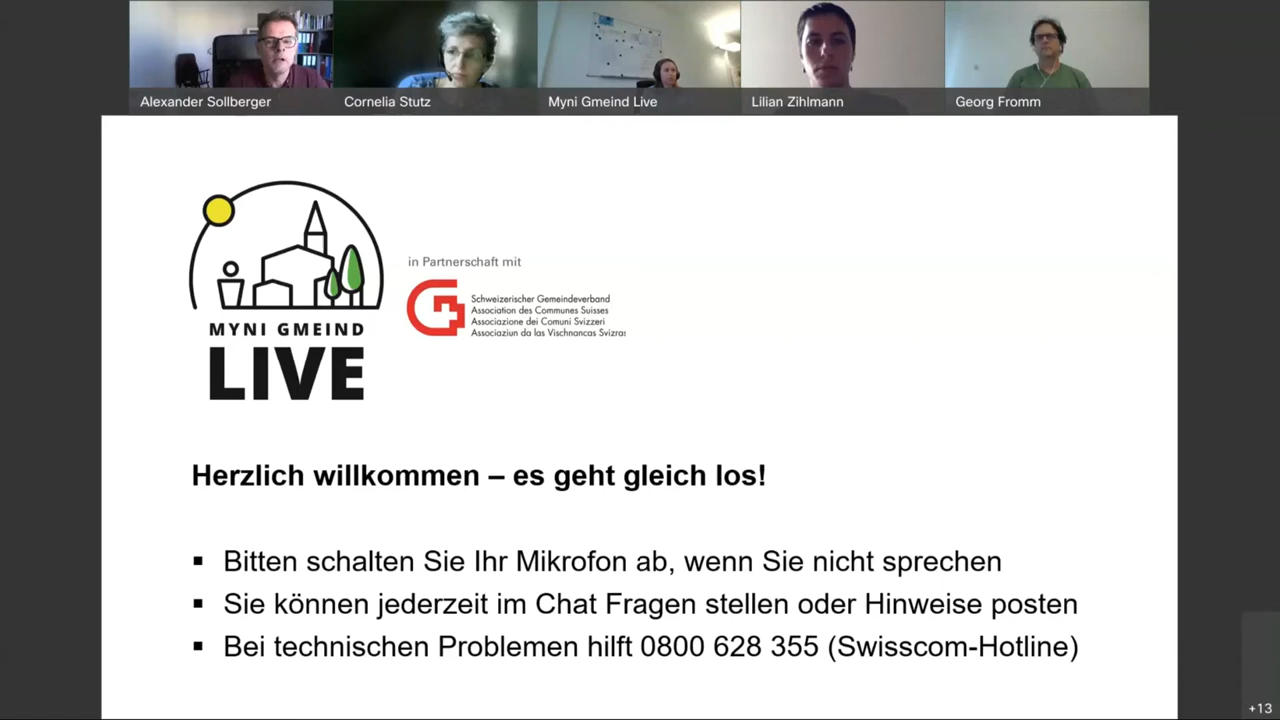 Alexander Sollberger
Cornelia Stutz
Myni Gmeind Live
Lilian Zihlmann
Georg Fromm
in Partnerschaft mit
Schweizerischer Gemeindeverband
Association des Communes Suisses
Associazione dei Comuni Svizzeri
Associaziun da las Vischnancas Svizras
MYNI GMEIND
LIVE
Herzlich willkommen – es geht gleich los!
▪ Bitten schalten Sie Ihr Mikrofon ab, wenn Sie nicht sprechen
▪ Sie können jederzeit im Chat Fragen stellen oder Hinweise posten
▪ Bei technischen Problemen hilft 0800 628 355 (Swisscom-Hotline)
+13